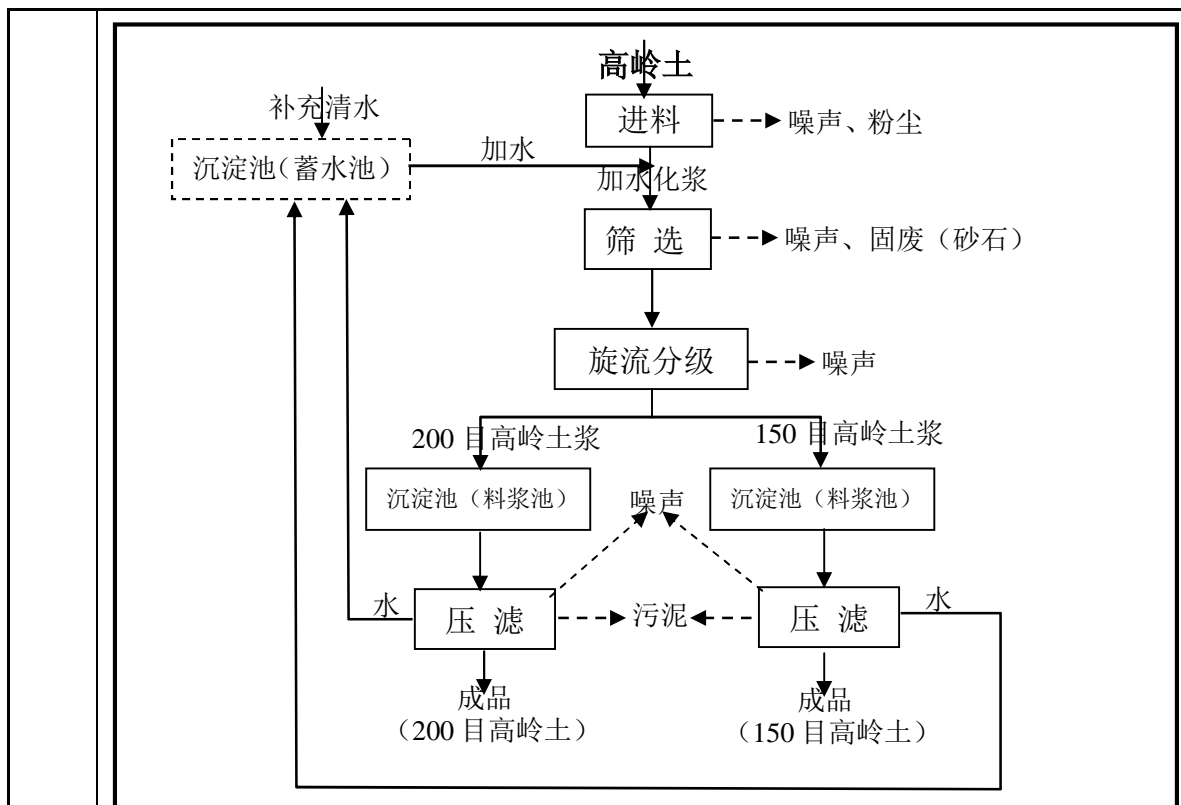 高岭土
补充清水
进料
噪声、粉尘
沉淀池（蓄水池）
加水
加水化浆
筛 选
噪声、固废（砂石）
旋流分级
噪声
200 目高岭土浆
150 目高岭土浆
沉淀池（料浆池）
噪声
沉淀池（料浆池）
水
压 滤
污泥
压 滤
水
成品
（200 目高岭土）
成品
（150 目高岭土）